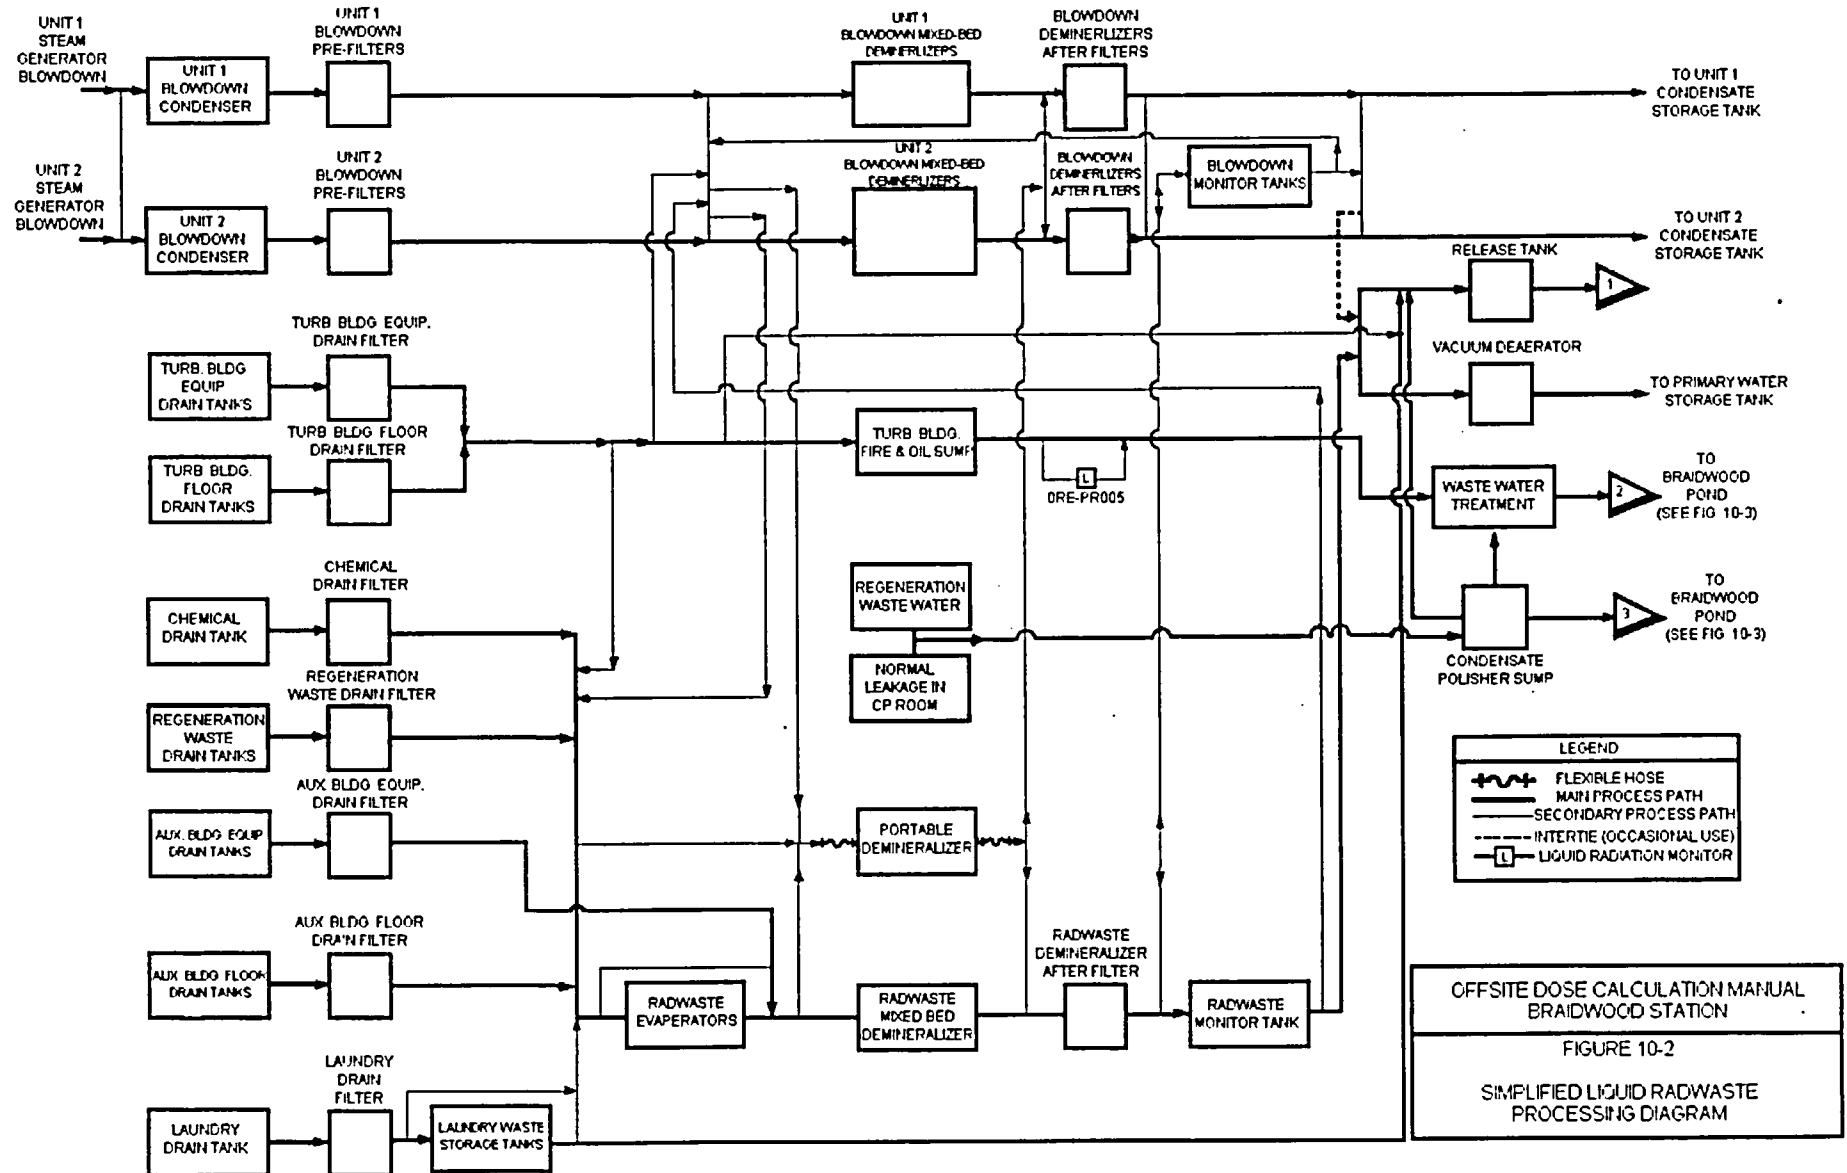 UNIT 1
STEAM
GENERATOR
BLOWDOWN
UNIT 1
BLOWDOWN
CONDENSER
UNIT 1
BLOWDOWN
PRE-FILTERS
UNIT 1
BLOWDOWN MIXED-BED
DEMINERLIZERS
BLOWDOWN
DEMINERLIZERS
AFTER FILTERS
TO UNIT 1
CONDENSATE
STORAGE TANK
UNIT 2
STEAM
GENERATOR
BLOWDOWN
UNIT 2
BLOWDOWN
CONDENSER
UNIT 2
BLOWDOWN
PRE-FILTERS
UNIT 2
BLOWDOWN MIXED-BED
DEMINERLIZERS
BLOWDOWN
DEMINERLIZERS
AFTER FILTERS
BLOWDOWN
MONITOR TANKS
TO UNIT 2
CONDENSATE
STORAGE TANK
RELEASE TANK
1
TURB BLDG EQUIP.
DRAIN FILTER
TURB. BLDG
EQUIP
DRAIN TANKS
VACUUM DEAERATOR
TO PRIMARY WATER
STORAGE TANK
TURB BLDG FLOOR
DRAIN FILTER
TURB BLDG.
FLOOR
DRAIN TANKS
TURB BLDG.
FIRE & OIL SUMP
L
0RE-PR005
WASTE WATER
TREATMENT
2
TO
BRAIDWOOD
POND
(SEE FIG 10-3)
CHEMICAL
DRAIN FILTER
CHEMICAL
DRAIN TANK
REGENERATION
WASTE WATER
NORMAL
LEAKAGE IN
CP ROOM
3
TO
BRAIDWOOD
POND
(SEE FIG 10-3)
CONDENSATE
POLISHER SUMP
REGENERATION
WASTE DRAIN FILTER
REGENERATION
WASTE
DRAIN TANKS
LEGEND
FLEXIBLE HOSE
MAIN PROCESS PATH
SECONDARY PROCESS PATH
INTERTIE (OCCASIONAL USE)
L
LIQUID RADIATION MONITOR
AUX BLDG EQUIP.
DRAIN FILTER
AUX. BLDG EQUIP
DRAIN TANKS
PORTABLE
DEMINERALIZER
AUX BLDG FLOOR
DRAIN FILTER
AUX BLDG FLOOR
DRAIN TANKS
RADWASTE
EVAPERATORS
RADWASTE
MIXED BED
DEMINERALIZER
RADWASTE
DEMINERALIZER
AFTER FILTER
RADWASTE
MONITOR TANK
LAUNDRY
DRAIN
FILTER
LAUNDRY
DRAIN TANK
LAUNDRY WASTE
STORAGE TANKS
OFFSITE DOSE CALCULATION MANUAL
BRAIDWOOD STATION
FIGURE 10-2
SIMPLIFIED LIQUID RADWASTE
PROCESSING DIAGRAM